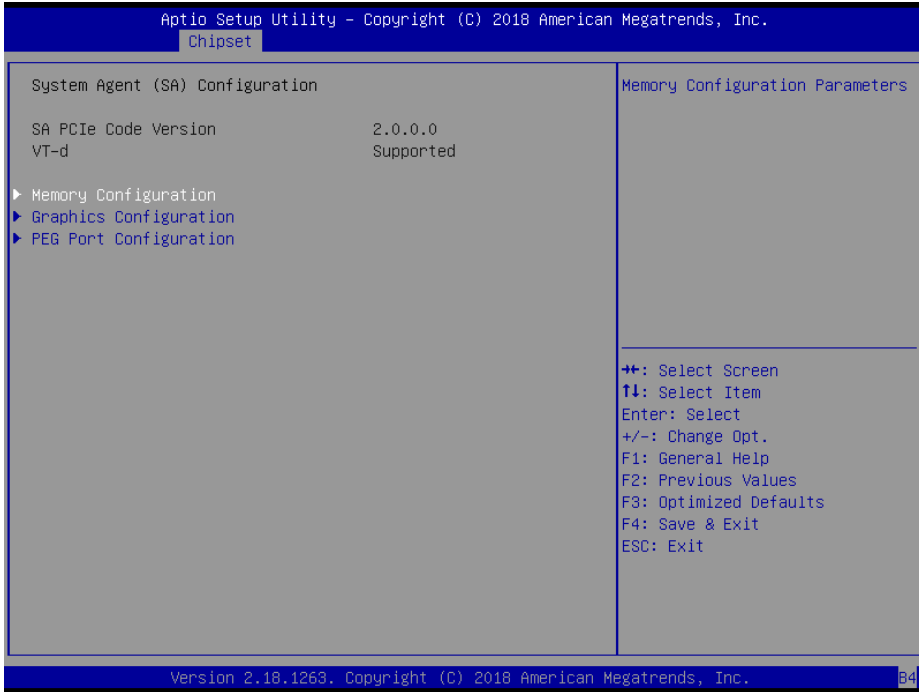 Aptio Setup Utility – Copyright (C) 2018 American Megatrends, Inc.
Chipset
System Agent (SA) Configuration
SA PCIe Code Version 2.0.0.0
VT-d Supported
▶ Memory Configuration
▶ Graphics Configuration
▶ PEG Port Configuration
Memory Configuration Parameters
→←: Select Screen
↑↓: Select Item
Enter: Select
+/-: Change Opt.
F1: General Help
F2: Previous Values
F3: Optimized Defaults
F4: Save & Exit
ESC: Exit
Version 2.18.1263. Copyright (C) 2018 American Megatrends, Inc.
B4